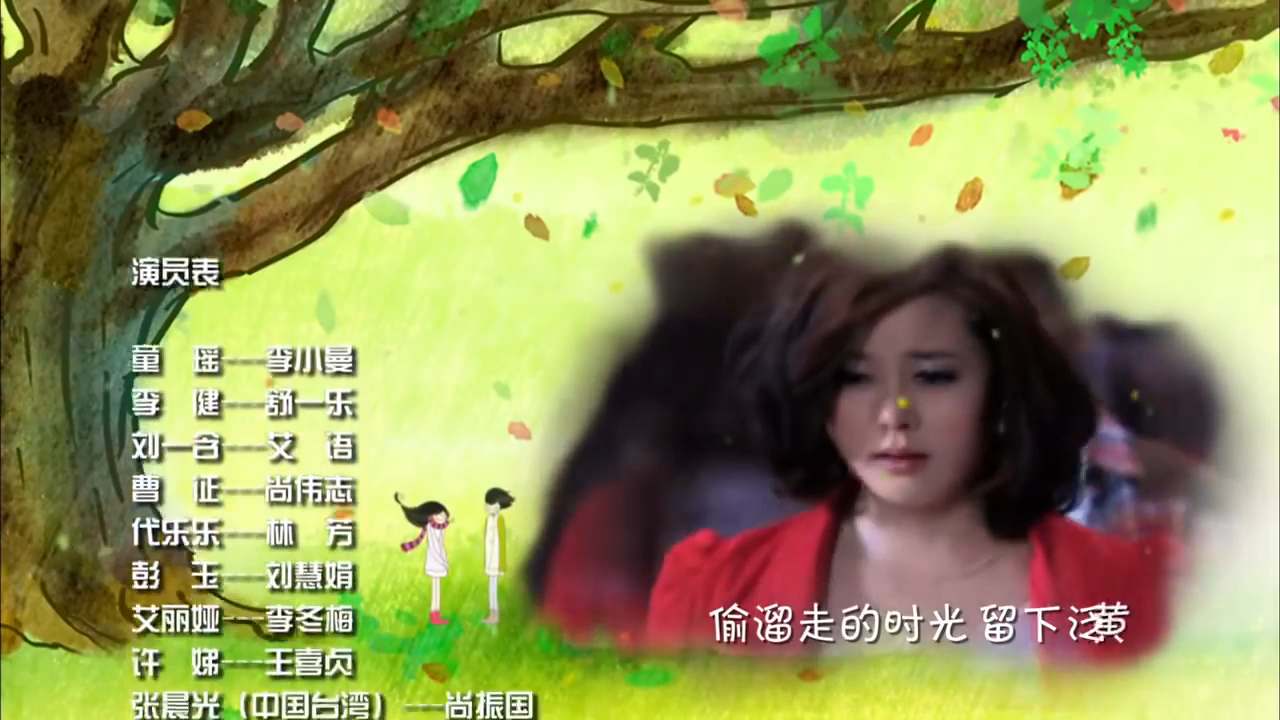 演员表
童　瑶---李小曼
李　健---舒一乐
刘一含---艾　语
曹　征---尚伟志
代乐乐---林　芳
彭　玉---刘慧娟
艾丽娅---李冬梅
许　娣---王喜贞
张晨光（中国台湾）---尚振国
偷溜走的时光 留下泛黄